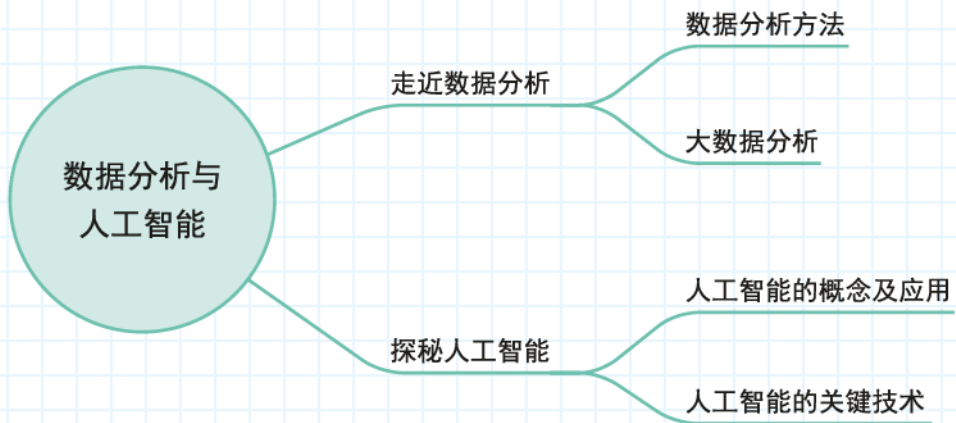 数据分析与
人工智能
走近数据分析
数据分析方法
大数据分析
探秘人工智能
人工智能的概念及应用
人工智能的关键技术